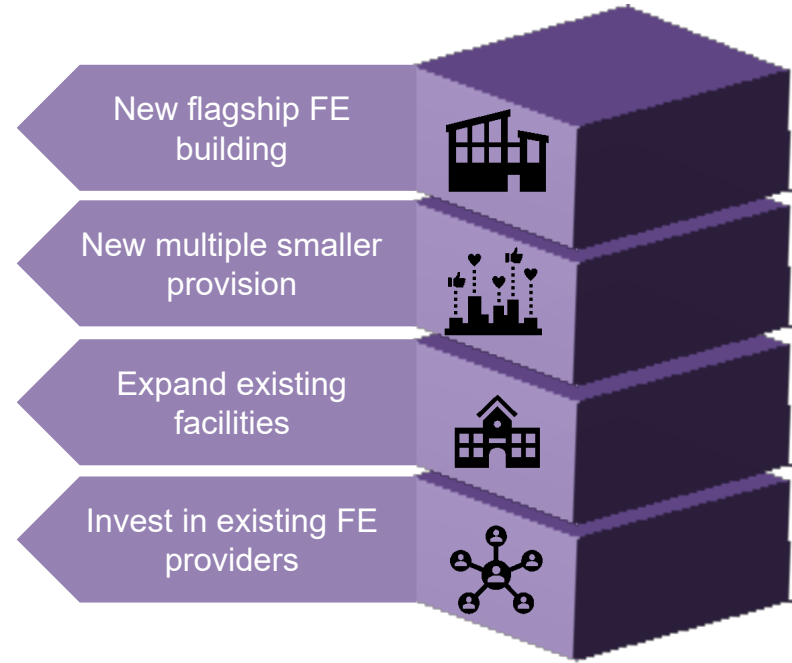 New flagship FE
building
New multiple smaller
provision
Expand existing
facilities
Invest in existing FE
providers